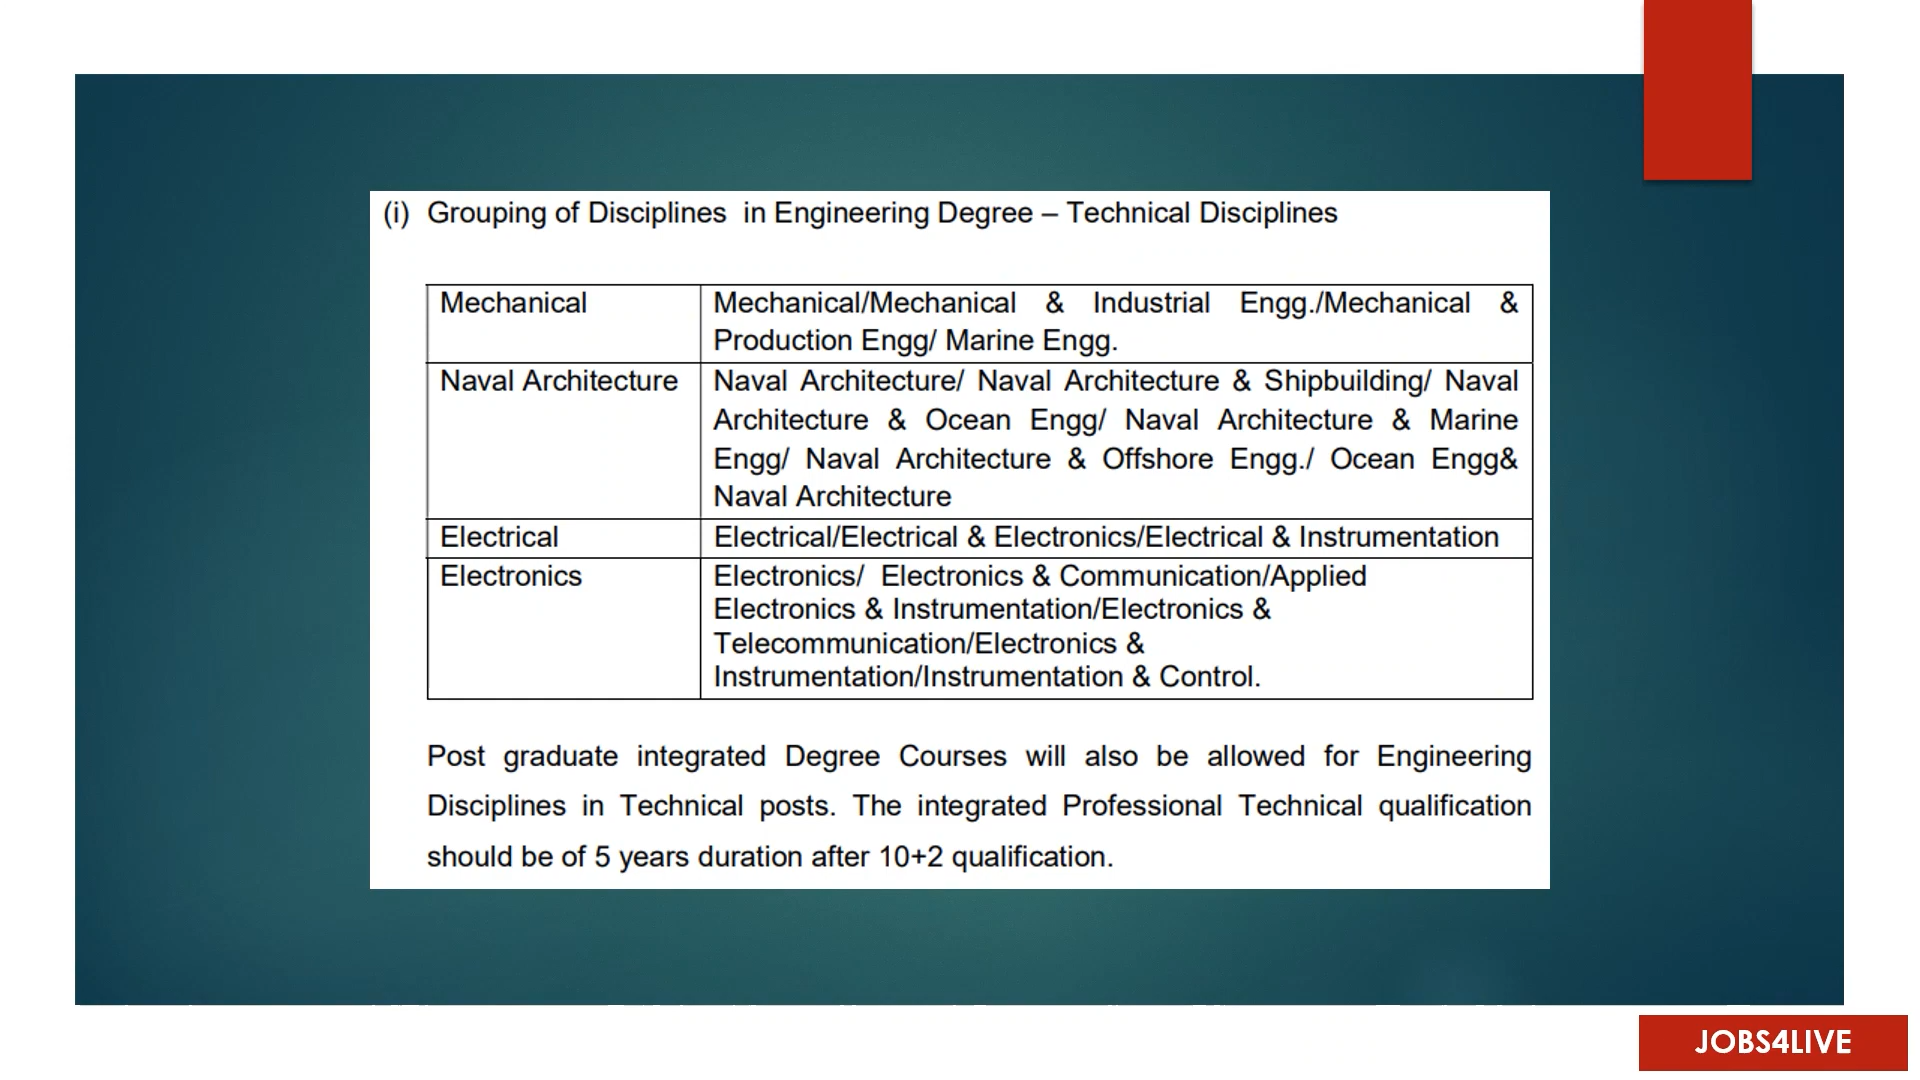 (i) Grouping of Disciplines in Engineering Degree – Technical Disciplines
Mechanical
Mechanical/Mechanical & Industrial Engg./Mechanical &
Production Engg/ Marine Engg.
Naval Architecture
Naval Architecture/ Naval Architecture & Shipbuilding/ Naval
Architecture & Ocean Engg/ Naval Architecture & Marine
Engg/ Naval Architecture & Offshore Engg./ Ocean Engg&
Naval Architecture
Electrical
Electrical/Electrical & Electronics/Electrical & Instrumentation
Electronics
Electronics/ Electronics & Communication/Applied
Electronics & Instrumentation/Electronics &
Telecommunication/Electronics &
Instrumentation/Instrumentation & Control.
Post graduate integrated Degree Courses will also be allowed for Engineering
Disciplines in Technical posts. The integrated Professional Technical qualification
should be of 5 years duration after 10+2 qualification.
JOBS4LIVE